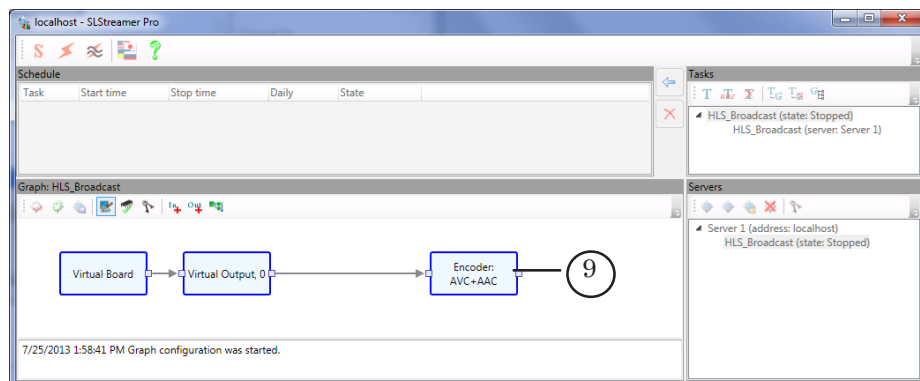 localhost - SLStreamer Pro
Schedule
Task Start time Stop time Daily State
Tasks
HLS_Broadcast (state: Stopped)
HLS_Broadcast (server: Server 1)
Graph: HLS_Broadcast
Virtual Board
Virtual Output, 0
Encoder:
AVC+AAC
9
7/25/2013 1:58:41 PM Graph configuration was started.
Servers
Server 1 (address: localhost)
HLS_Broadcast (state: Stopped)